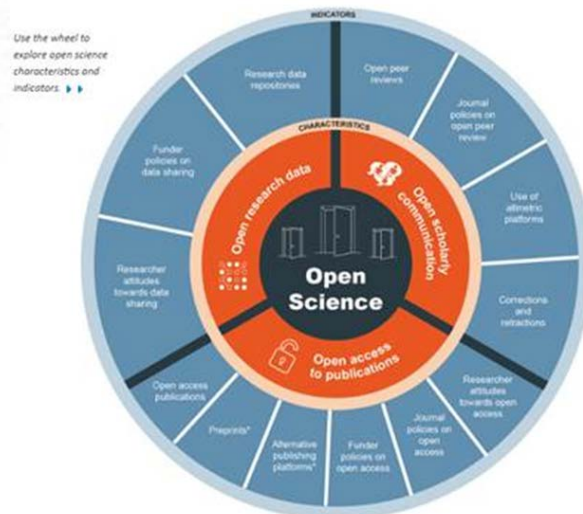 Use the wheel to
explore open science
characteristics and
indicators.
INDICATORS
Research data
repositories
Open peer
reviews
Journal
policies on
open peer
review
Use of
altmetric
platforms
Corrections
and
retractions
Researcher
attitudes
towards open
access
Journal
policies on
open
access
Funder
policies on
open access
Alternative
publishing
platforms*
Preprints*
Open access
publications
Researcher
attitudes
towards data
sharing
Funder
policies on
data sharing
CHARACTERISTICS
Open research data
Open scholarly
communication
Open access
to publications
Open
Science